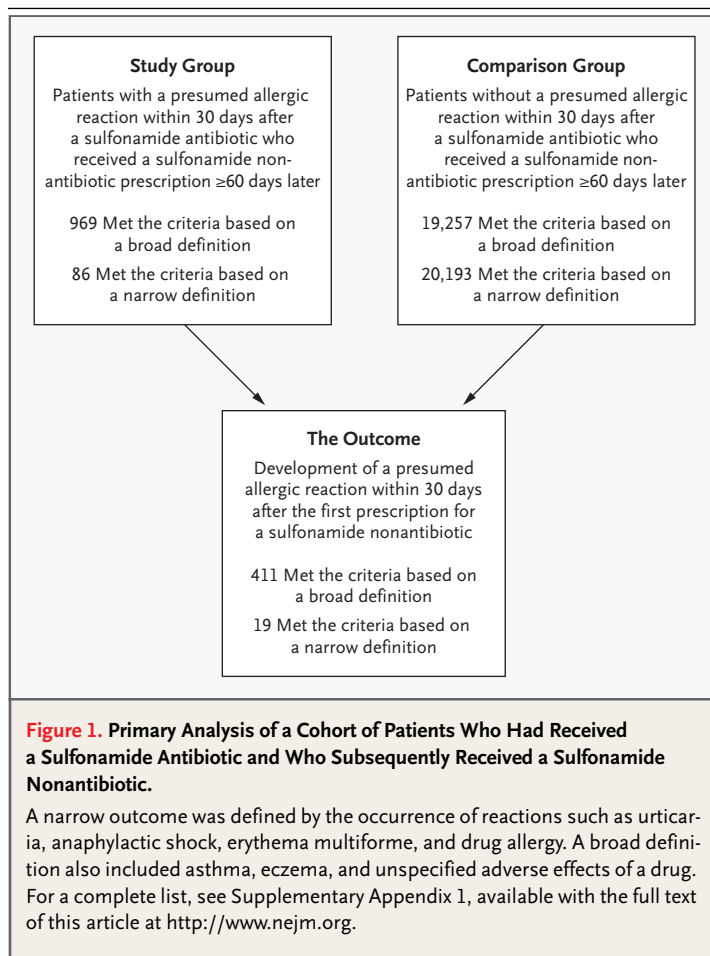 Study Group
Patients with a presumed allergic
reaction within 30 days after
a sulfonamide antibiotic who
received a sulfonamide non-
antibiotic prescription ≥60 days later
969 Met the criteria based on
a broad definition
86 Met the criteria based on
a narrow definition
Comparison Group
Patients without a presumed allergic
reaction within 30 days after
a sulfonamide antibiotic who
received a sulfonamide non-
antibiotic prescription ≥60 days later
19,257 Met the criteria based on
a broad definition
20,193 Met the criteria based on
a narrow definition
The Outcome
Development of a presumed
allergic reaction within 30 days
after the first prescription for
a sulfonamide nonantibiotic
411 Met the criteria based on
a broad definition
19 Met the criteria based on
a narrow definition
Figure 1. Primary Analysis of a Cohort of Patients Who Had Received
a Sulfonamide Antibiotic and Who Subsequently Received a Sulfonamide
Nonantibiotic.
A narrow outcome was defined by the occurrence of reactions such as urticar-
ia, anaphylactic shock, erythema multiforme, and drug allergy. A broad defini-
tion also included asthma, eczema, and unspecified adverse effects of a drug.
For a complete list, see Supplementary Appendix 1, available with the full text
of this article at http://www.nejm.org.